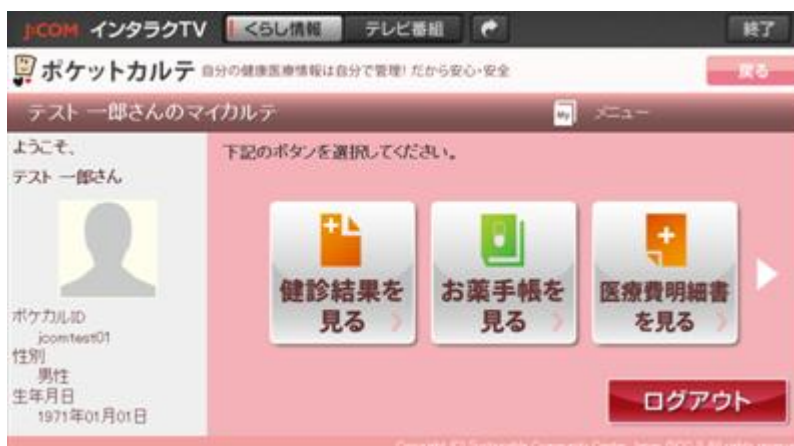 J:COM インタラクTV くらし情報 テレビ番組 終了
ポケットカルテ 自分の健康医療情報は自分で管理! だから安心・安全 戻る
テスト 一郎さんのマイカルテ My メニュー
ようこそ、
テスト 一郎さん
下記のボタンを選択してください。
健診結果を
見る
お薬手帳を
見る
医療費明細書
を見る
ポケカルID
jcomtest01
性別
男性
生年月日
1971年01月01日
ログアウト